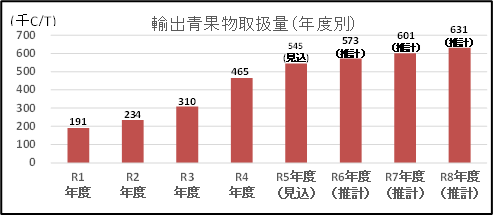 (千C/T)
輸出青果物取扱量(年度別)
700
600
500
400
300
200
100
0
191
234
310
465
545
(見込)
573
(推計)
601
(推計)
631
(推計)
R1 R2 R3 R4 R5年度 R6年度 R7年度 R8年度
年度 年度 年度 年度 (見込) (推計) (推計) (推計)